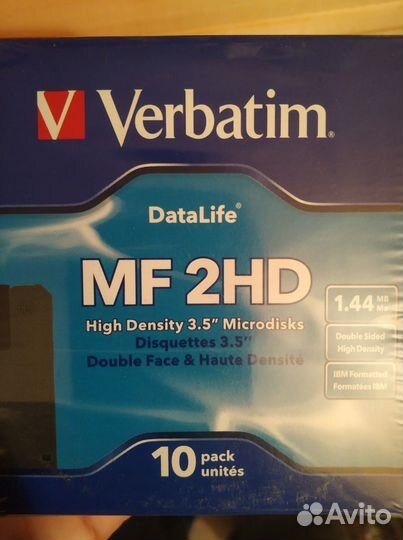 Verbatim®
DataLife®
MF 2HD
High Density 3.5" Microdisks
Disquettes 3.5"
Double Face & Haute Densité
1.44 MB
Mo
Double Sided
High Density
IBM Formatted
Formatées IBM
10 pack
unités
Avito